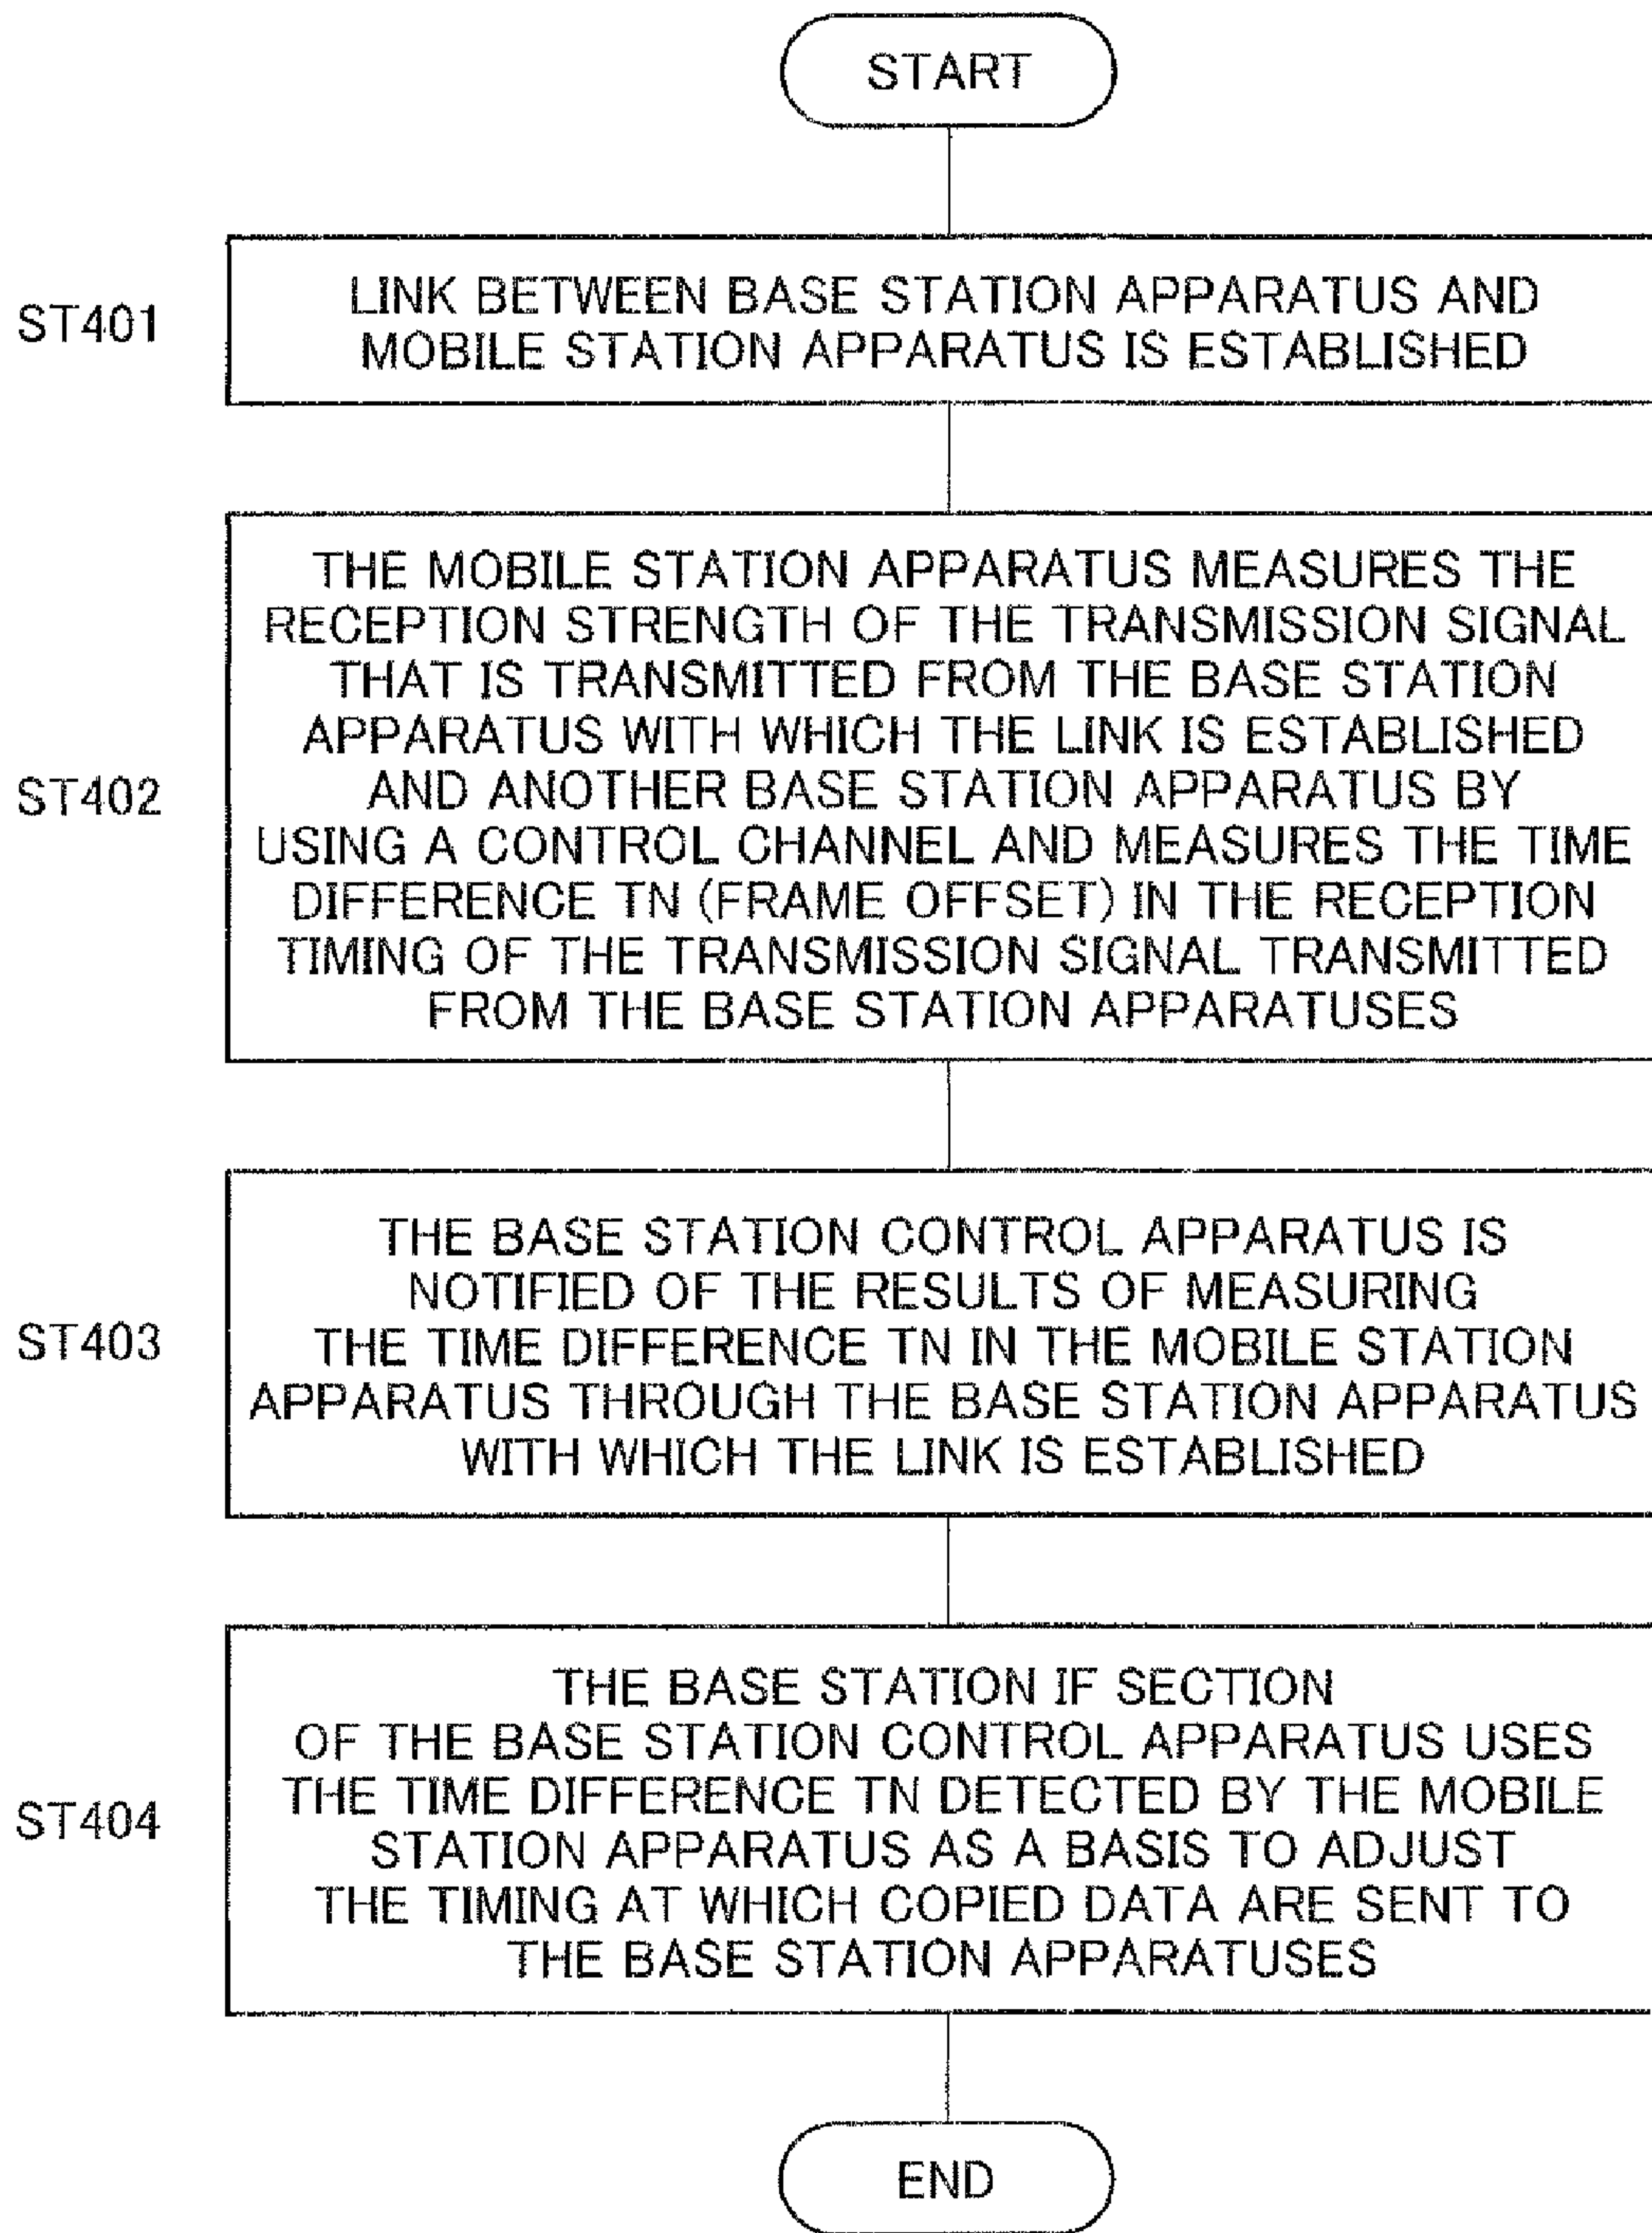 START
ST401
LINK BETWEEN BASE STATION APPARATUS AND
MOBILE STATION APPARATUS IS ESTABLISHED
ST402
THE MOBILE STATION APPARATUS MEASURES THE
RECEPTION STRENGTH OF THE TRANSMISSION SIGNAL
THAT IS TRANSMITTED FROM THE BASE STATION
APPARATUS WITH WHICH THE LINK IS ESTABLISHED
AND ANOTHER BASE STATION APPARATUS BY
USING A CONTROL CHANNEL AND MEASURES THE TIME
DIFFERENCE TN (FRAME OFFSET) IN THE RECEPTION
TIMING OF THE TRANSMISSION SIGNAL TRANSMITTED
FROM THE BASE STATION APPARATUSES
ST403
THE BASE STATION CONTROL APPARATUS IS
NOTIFIED OF THE RESULTS OF MEASURING
THE TIME DIFFERENCE TN IN THE MOBILE STATION
APPARATUS THROUGH THE BASE STATION APPARATUS
WITH WHICH THE LINK IS ESTABLISHED
ST404
THE BASE STATION IF SECTION
OF THE BASE STATION CONTROL APPARATUS USES
THE TIME DIFFERENCE TN DETECTED BY THE MOBILE
STATION APPARATUS AS A BASIS TO ADJUST
THE TIMING AT WHICH COPIED DATA ARE SENT TO
THE BASE STATION APPARATUSES
END